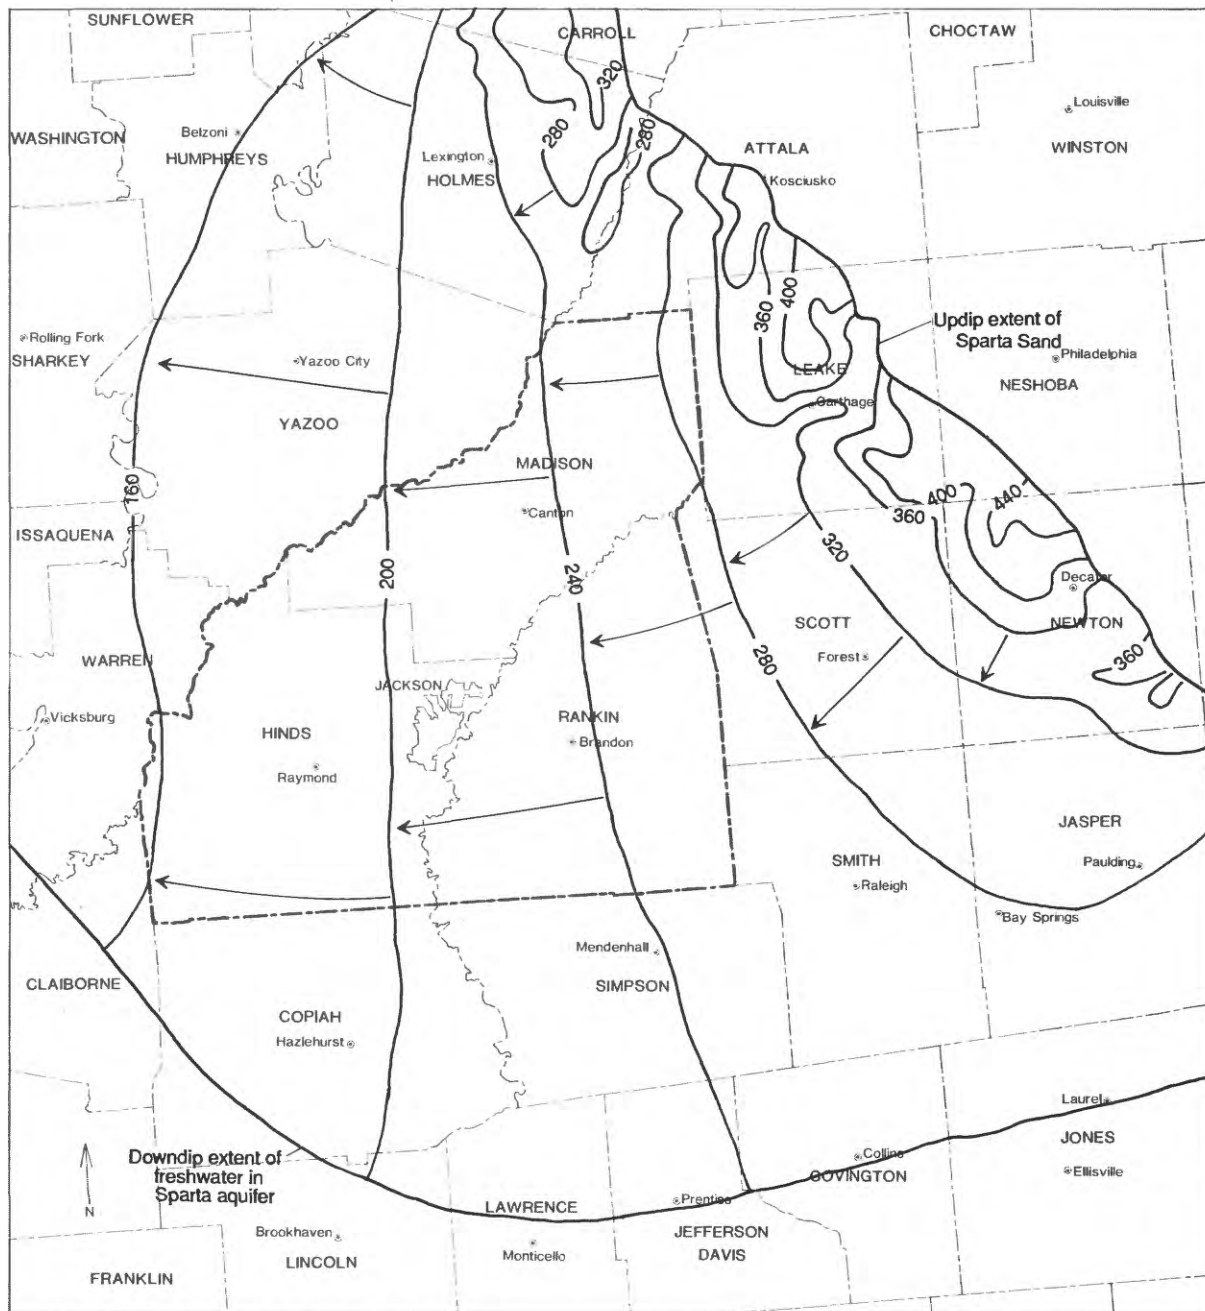 SUNFLOWER
CARROLL
CHOCTAW
320
Louisville
WASHINGTON
Belzoni
HUMPHREYS
280
280
ATTALA
WINSTON
Lexington
HOLMES
Kosciusko
400
360
Updip extent of
Sparta Sand
Rolling Fork
SHARKEY
Yazoo City
LEAKE
Philadelphia
NESHOBA
Carthage
YAZOO
MADISON
160
400
440
Canton
360
ISSAQUENA
320
200
240
Decatur
SCOTT
NEWTON
WARREN
Forest
280
360
JACKSON
Vicksburg
HINDS
RANKIN
Brandon
Raymond
JASPER
SMITH
Paulding
Raleigh
Bay Springs
Mendenhall
CLAIBORNE
SIMPSON
COPIAH
Hazlehurst
Laurel
JONES
Downdip extent of
freshwater in
Sparta aquifer
Collins
COVINGTON
Ellisville
N
LAWRENCE
Prentiss
Brookhaven
JEFFERSON
DAVIS
LINCOLN
Monticello
FRANKLIN